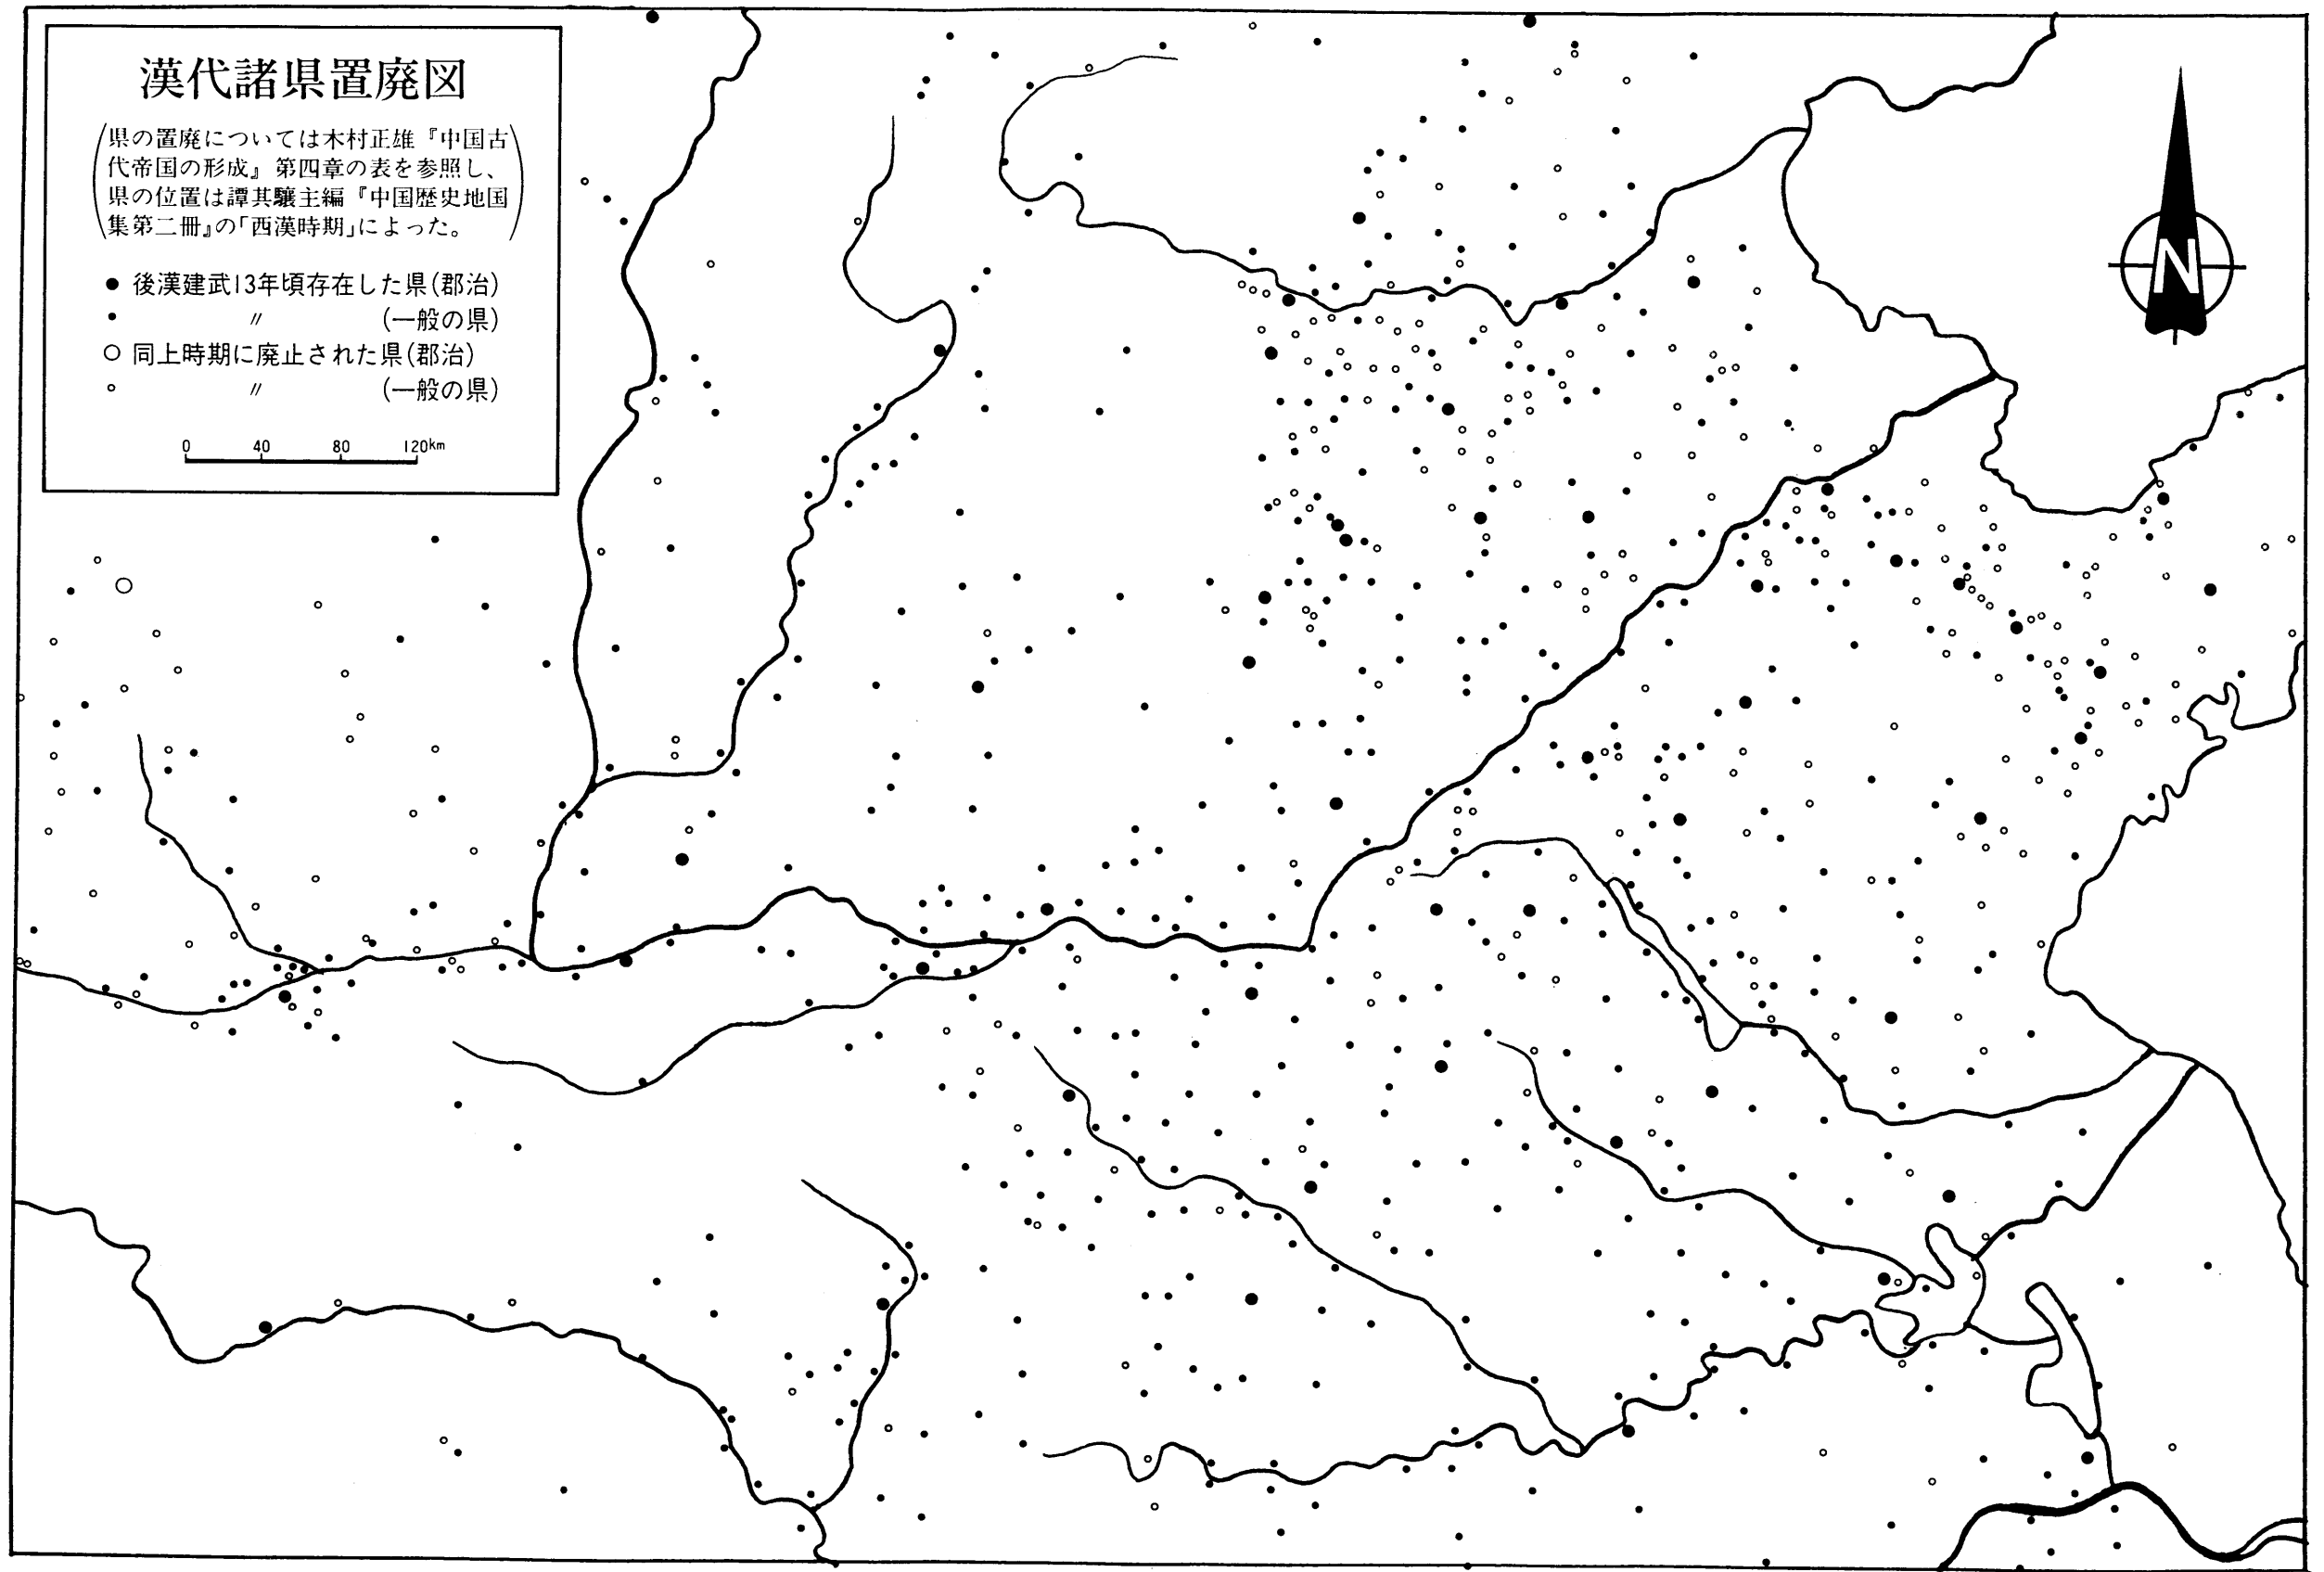 漢代諸県置廃図
(県の置廃については木村正雄『中国古
代帝国の形成』第四章の表を参照し、
県の位置は譚其驤主編『中国歴史地国
集第二冊』の「西漢時期」によった。)
● 後漢建武13年頃存在した県(郡治)
• 〃 (一般の県)
○ 同上時期に廃止された県(郡治)
∘ 〃 (一般の県)
0 40 80 120km
N